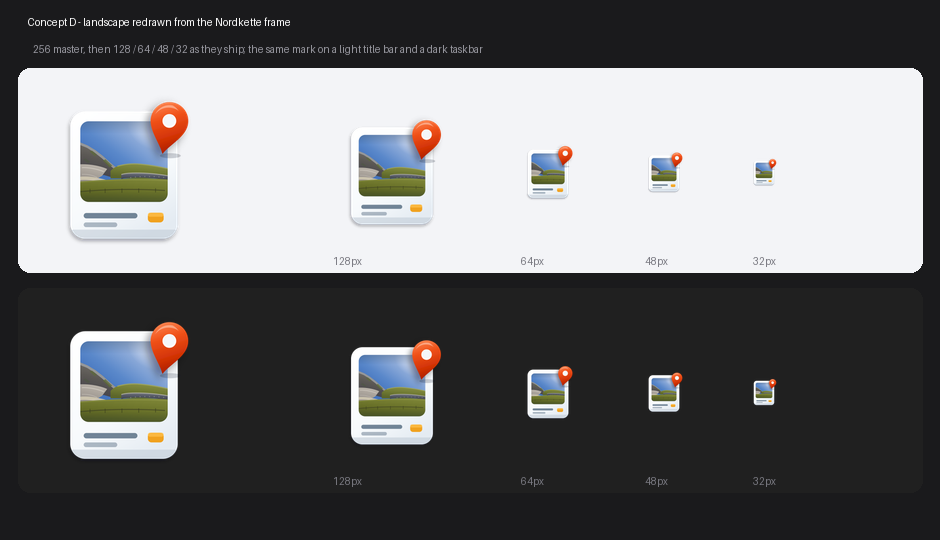 Concept D - landscape redrawn from the Nordkette frame
256 master, then 128 / 64 / 48 / 32 as they ship; the same mark on a light title bar and a dark taskbar
128px
64px
48px
32px
128px
64px
48px
32px